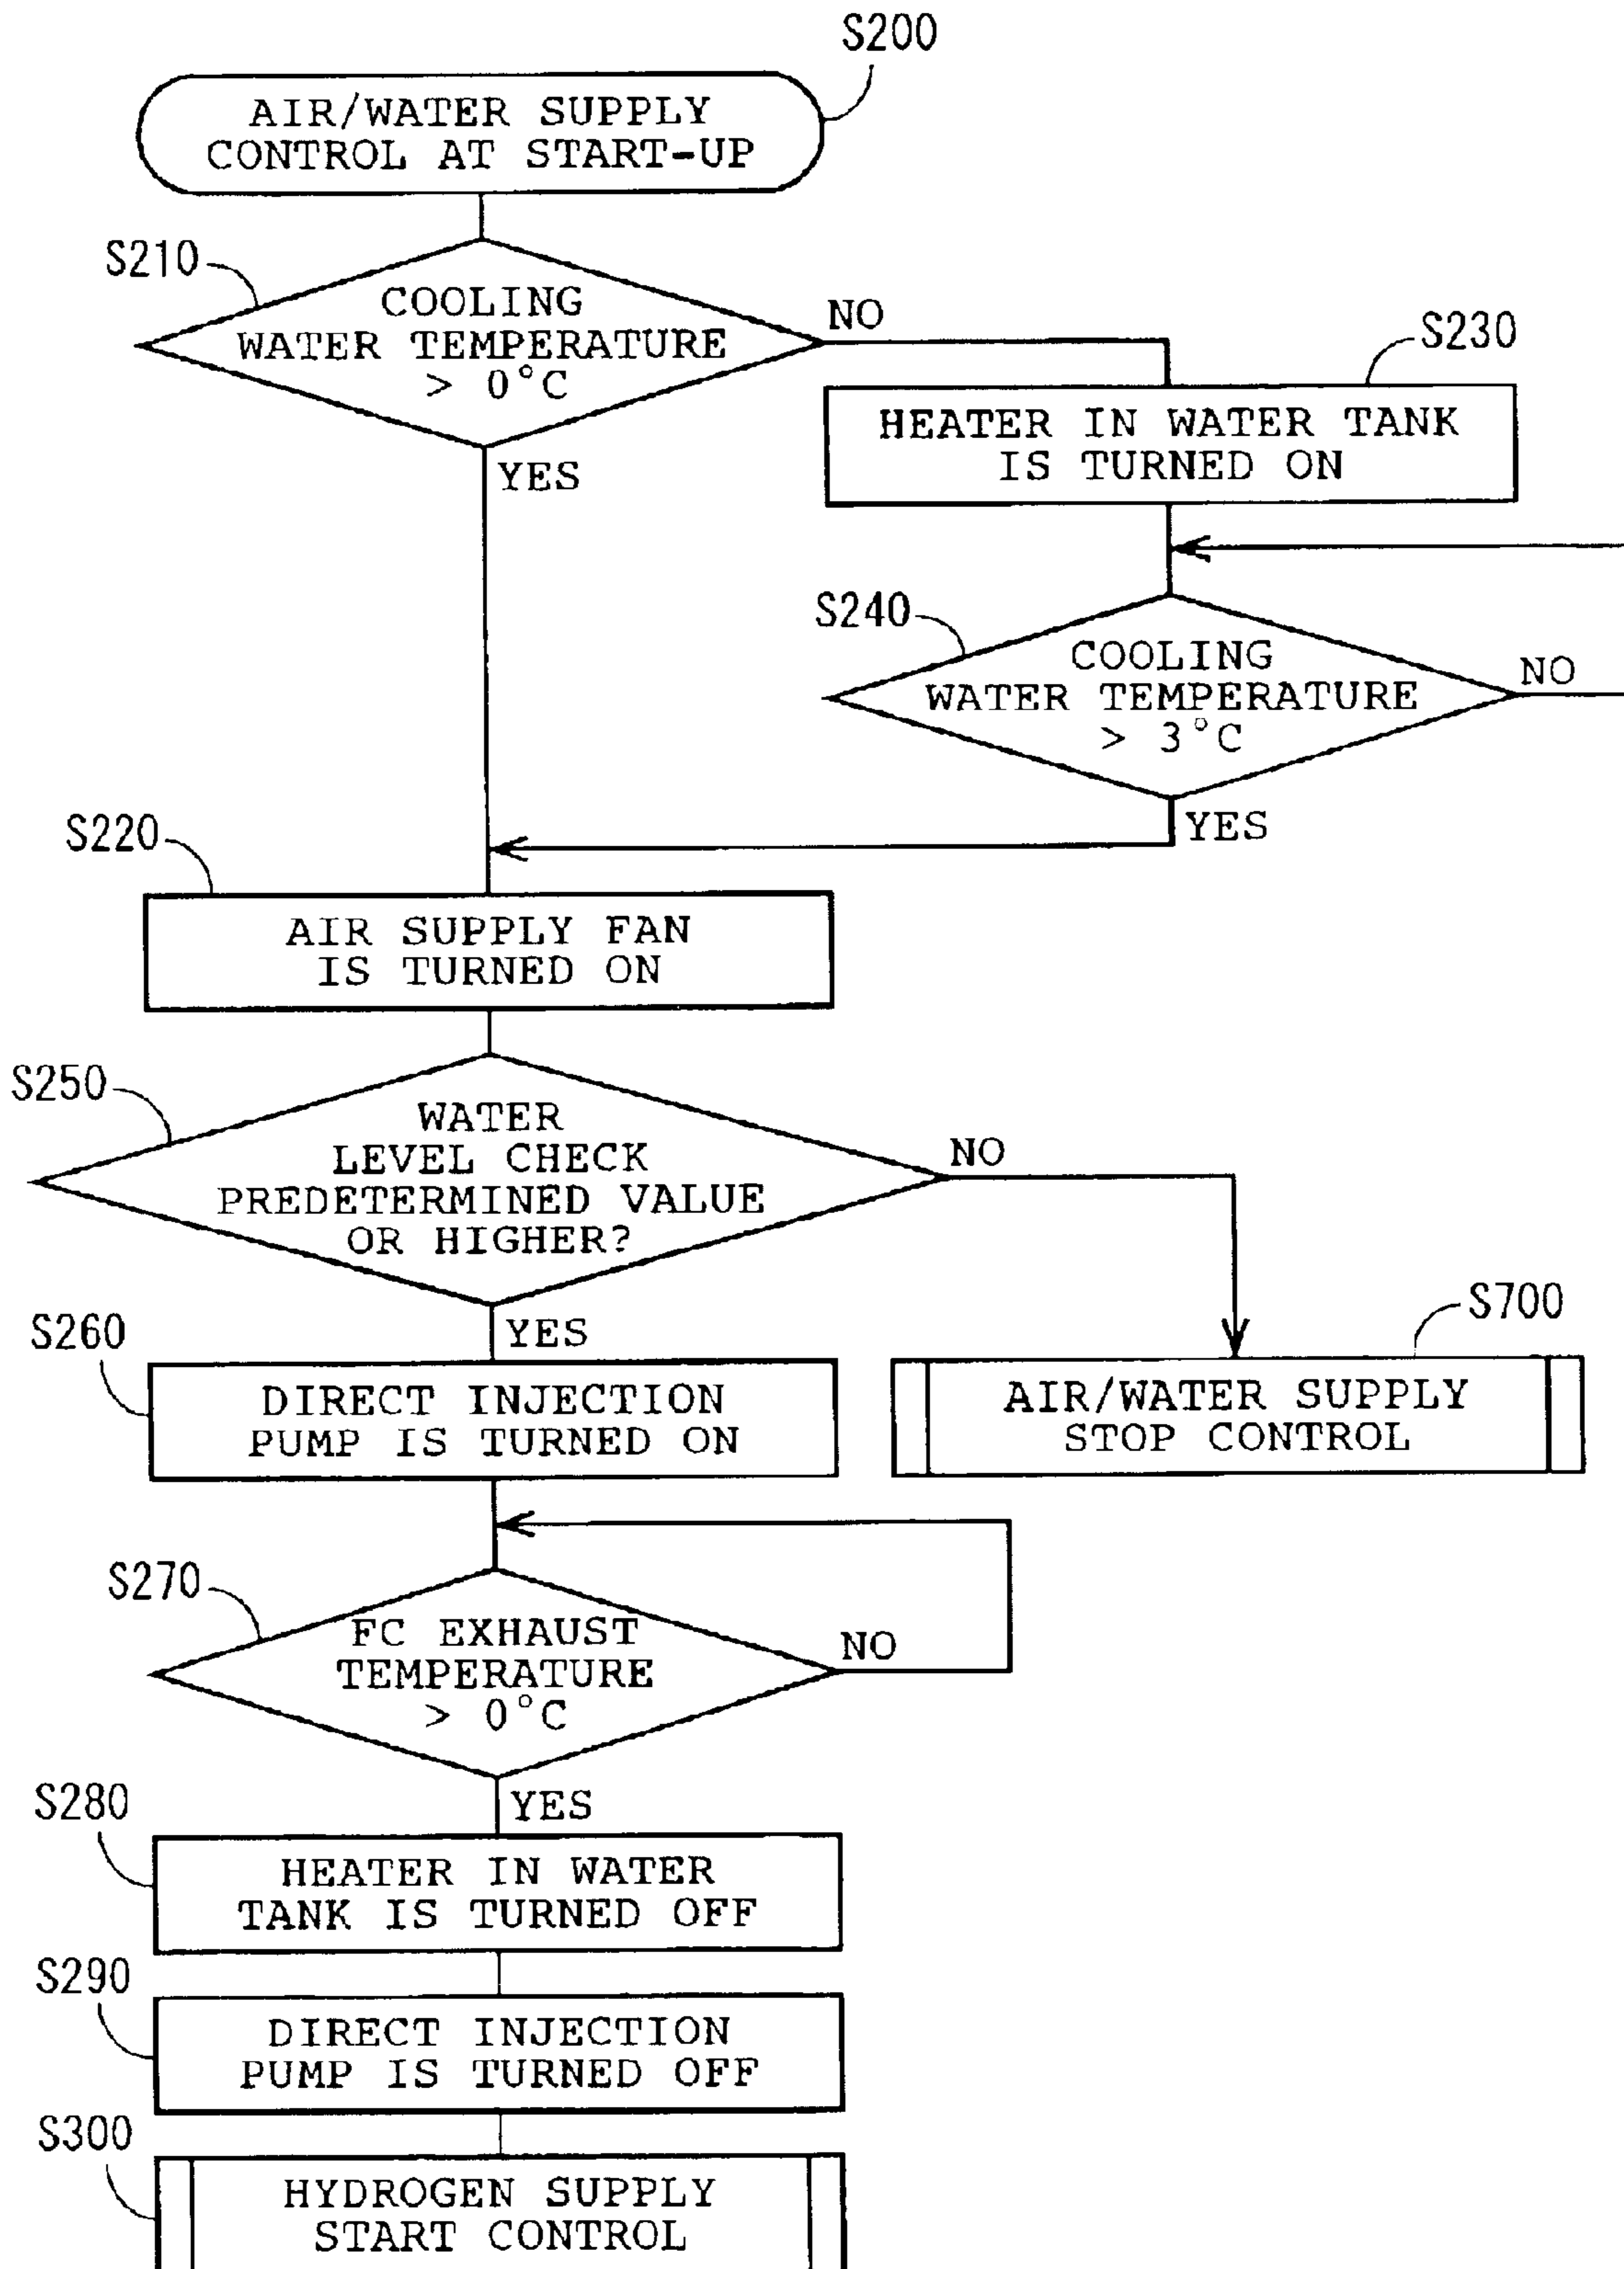 S200
AIR/WATER SUPPLY
CONTROL AT START-UP
S210
COOLING
WATER TEMPERATURE
> 0°C
NO
YES
S230
HEATER IN WATER TANK
IS TURNED ON
S240
COOLING
WATER TEMPERATURE
> 3°C
NO
YES
S220
AIR SUPPLY FAN
IS TURNED ON
S250
WATER
LEVEL CHECK
PREDETERMINED VALUE
OR HIGHER?
NO
YES
S700
AIR/WATER SUPPLY
STOP CONTROL
S260
DIRECT INJECTION
PUMP IS TURNED ON
S270
FC EXHAUST
TEMPERATURE
> 0°C
NO
YES
S280
HEATER IN WATER
TANK IS TURNED OFF
S290
DIRECT INJECTION
PUMP IS TURNED OFF
S300
HYDROGEN SUPPLY
START CONTROL